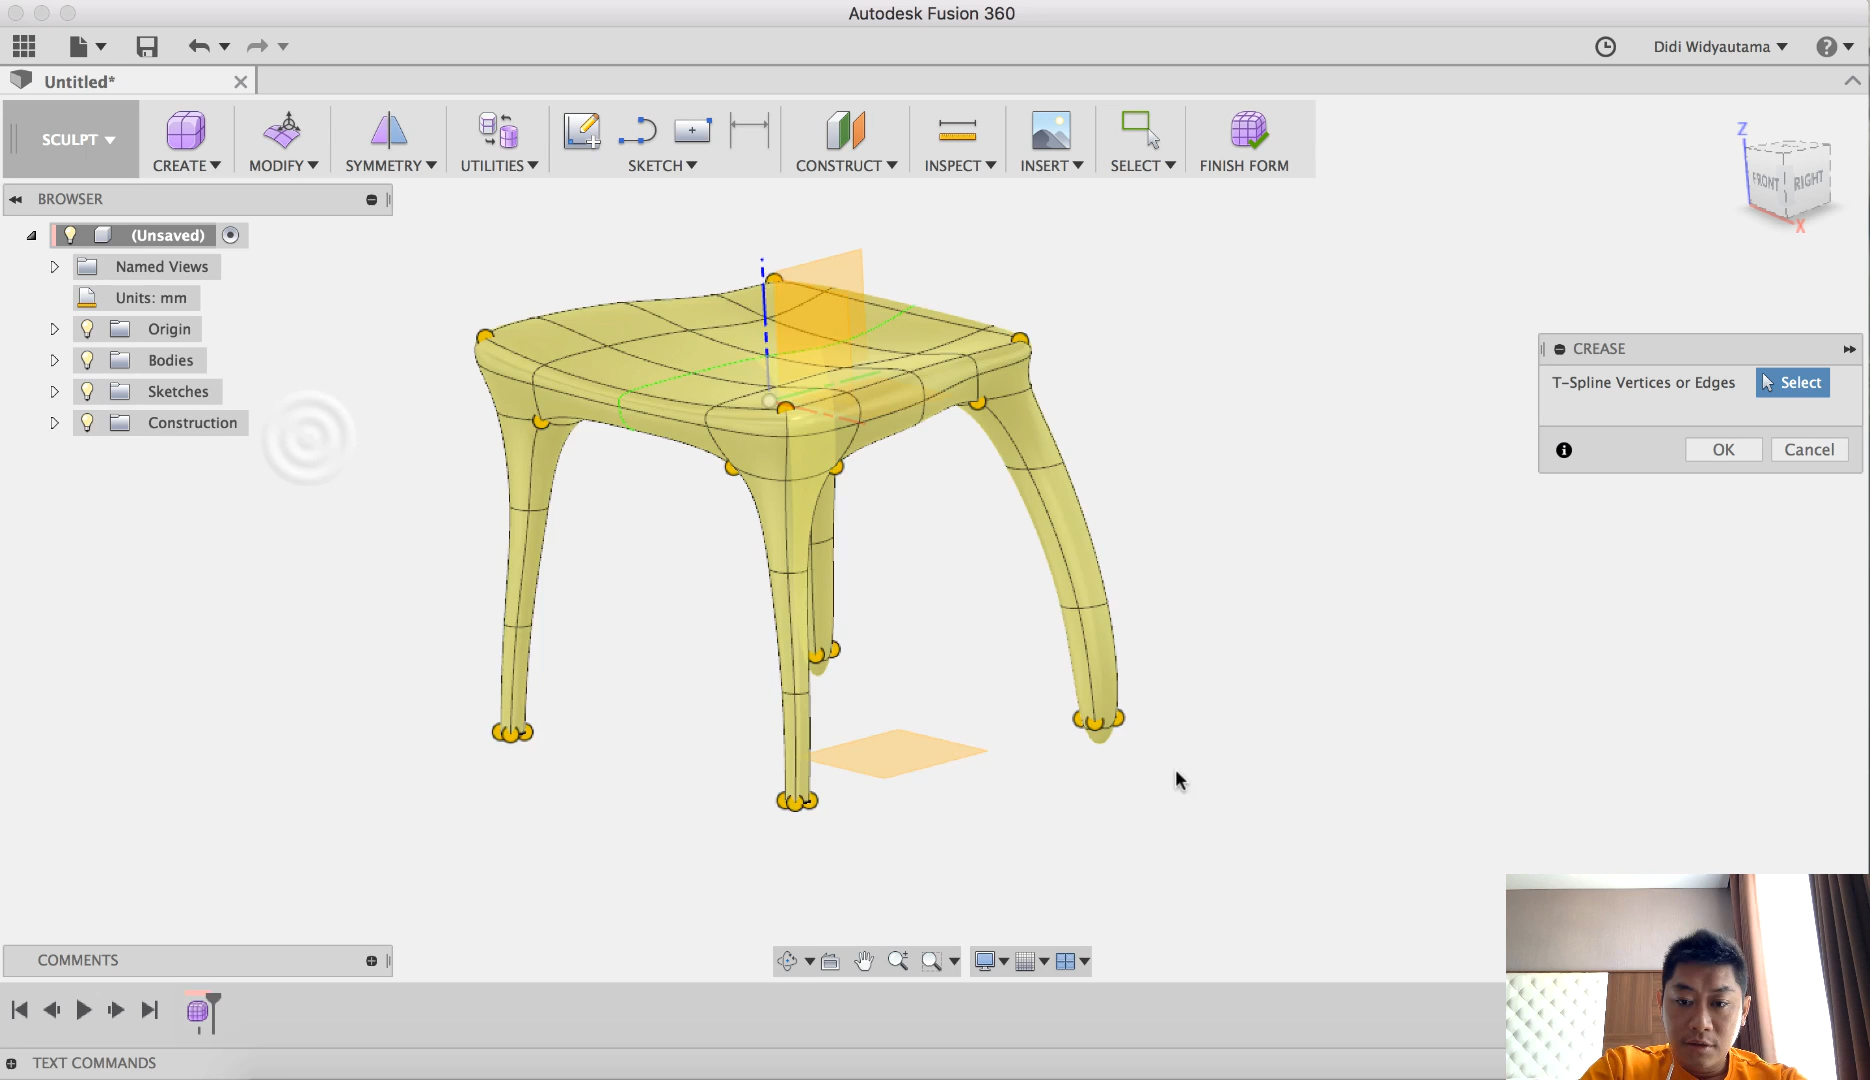 Autodesk Fusion 360
Didi Widyautama
Untitled*
SCULPT
CREATE
MODIFY
SYMMETRY
UTILITIES
SKETCH
CONSTRUCT
INSPECT
INSERT
SELECT
FINISH FORM
Z
FRONT
RIGHT
X
BROWSER
(Unsaved)
Named Views
Units: mm
Origin
Bodies
Sketches
Construction
CREASE
T-Spline Vertices or Edges
Select
OK
Cancel
COMMENTS
TEXT COMMANDS